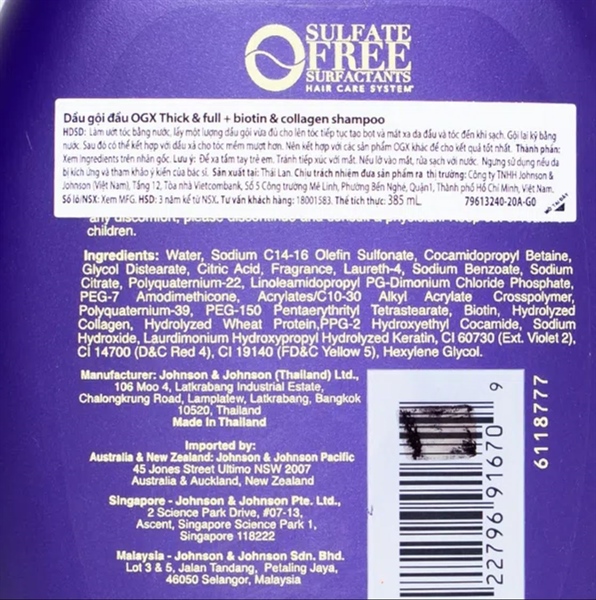 SULFATE
FREE
SURFACTANTS
HAIR CARE SYSTEM
Dầu gội đầu OGX Thick & full + biotin & collagen shampoo
HDSD: Làm ướt tóc bằng nước, lấy một lượng dầu gội vừa đủ cho lên tóc tiếp tục tạo bọt và mát xa da đầu và tóc đến khi sạch. Gội lại kỹ bằng
nước. Sau đó có thể kết hợp với dầu xả cho tóc mềm mượt hơn. Nên kết hợp với các sản phẩm OGX khác để cho kết quả tốt nhất. Thành phần:
Xem Ingredients trên nhãn gốc. Lưu ý: Để xa tầm tay trẻ em. Tránh tiếp xúc với mắt. Nếu lỡ vào mắt, rửa sạch với nước. Ngưng sử dụng nếu da
bị kích ứng và tham khảo ý kiến của bác sĩ. Sản xuất tại: Thái Lan. Chịu trách nhiệm đưa sản phẩm ra thị trường: Công ty TNHH Johnson &
Johnson (Việt Nam), Tầng 12, Tòa nhà Vietcombank, Số 5 Công trường Mê Linh, Phường Bến Nghé, Quận1, Thành phố Hồ Chí Minh, Việt Nam.
Số lô/NSX: Xem MFG. HSD: 3 năm kể từ NSX. Tư vấn khách hàng: 18001583. Thể tích thực: 385 mL. 79613240-20A-G0
children.
Ingredients: Water, Sodium C14-16 Olefin Sulfonate, Cocamidopropyl Betaine,
Glycol Distearate, Citric Acid, Fragrance, Laureth-4, Sodium Benzoate, Sodium
Citrate, Polyquaternium-22, Linoleamidopropyl PG-Dimonium Chloride Phosphate,
PEG-7 Amodimethicone, Acrylates/C10-30 Alkyl Acrylate Crosspolymer,
Polyquaternium-39, PEG-150 Pentaerythrityl Tetrastearate, Biotin, Hydrolyzed
Collagen, Hydrolyzed Wheat Protein,PPG-2 Hydroxyethyl Cocamide, Sodium
Hydroxide, Laurdimonium Hydroxypropyl Hydrolyzed Keratin, CI 60730 (Ext. Violet 2),
CI 14700 (D&C Red 4), CI 19140 (FD&C Yellow 5), Hexylene Glycol.
Manufacturer: Johnson & Johnson (Thailand) Ltd.,
106 Moo 4, Latkrabang Industrial Estate,
Chalongkrung Road, Lamplatew, Latkrabang, Bangkok
10520, Thailand
Made in Thailand
Imported by:
Australia & New Zealand: Johnson & Johnson Pacific
45 Jones Street Ultimo NSW 2007
Australia & Auckland, New Zealand
Singapore - Johnson & Johnson Pte. Ltd.,
2 Science Park Drive, #07-13,
Ascent, Singapore Science Park 1,
Singapore 118222
Malaysia - Johnson & Johnson Sdn. Bhd.
Lot 3 & 5, Jalan Tandang, Petaling Jaya,
46050 Selangor, Malaysia
22796 91670 9
6118777